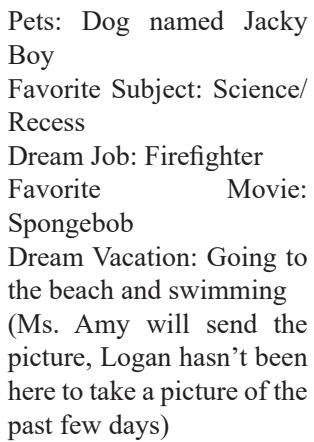 Pets: Dog named Jacky
Boy
Favorite Subject: Science/
Recess
Dream Job: Firefighter
Favorite Movie:
Spongebob
Dream Vacation: Going to
the beach and swimming
(Ms. Amy will send the
picture, Logan hasn’t been
here to take a picture of the
past few days)